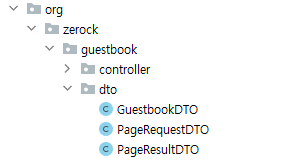 org
zerock
guestbook
controller
dto
GuestbookDTO
PageRequestDTO
PageResultDTO